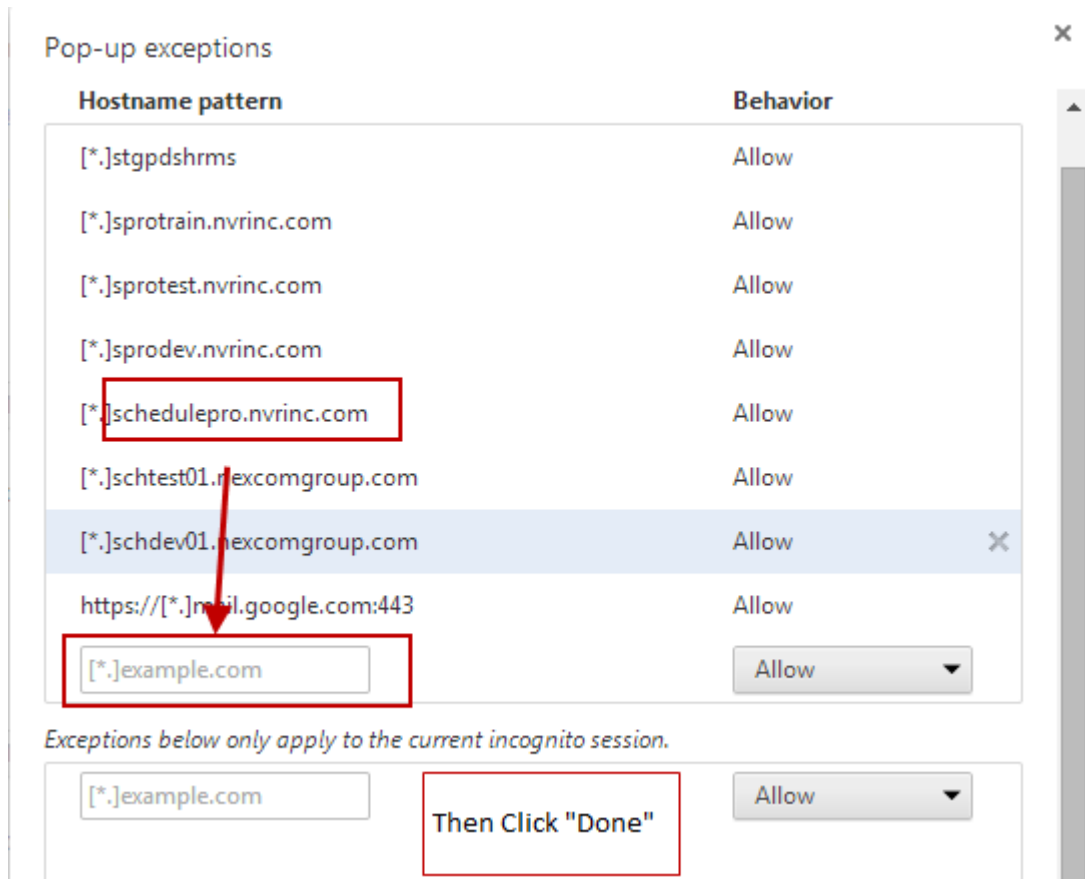 Pop-up exceptions
Hostname pattern Behavior
[*.]stgpdshrms Allow
[*.]sprotrain.nvrinc.com Allow
[*.]sprotest.nvrinc.com Allow
[*.]sprodev.nvrinc.com Allow
[*.]schedulepro.nvrinc.com Allow
[*.]schtest01.nexcomgroup.com Allow
[*.]schdev01.nexcomgroup.com Allow
https://[*.]mail.google.com:443 Allow
[*.]example.com Allow
Exceptions below only apply to the current incognito session.
[*.]example.com Allow
Then Click "Done"